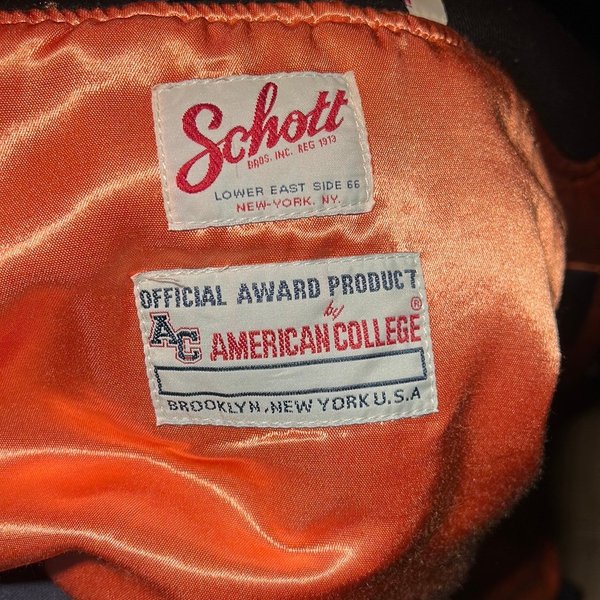 Schott
BROS. INC. REG 1913
LOWER EAST SIDE 66
NEW-YORK. NY.
OFFICIAL AWARD PRODUCT
by
AC AMERICAN COLLEGE ®
BROOKLYN, NEW YORK U.S.A